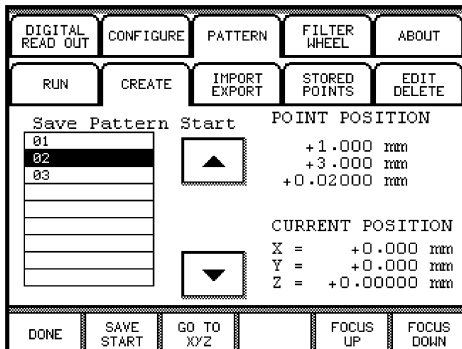 DIGITAL READ OUT
CONFIGURE
PATTERN
FILTER WHEEL
ABOUT
RUN
CREATE
IMPORT EXPORT
STORED POINTS
EDIT DELETE
Save Pattern Start
01
02
03
POINT POSITION
+1.000 mm
+3.000 mm
+0.02000 mm
CURRENT POSITION
X = +0.000 mm
Y = +0.000 mm
Z = +0.00000 mm
DONE
SAVE START
GO TO XYZ
FOCUS UP
FOCUS DOWN